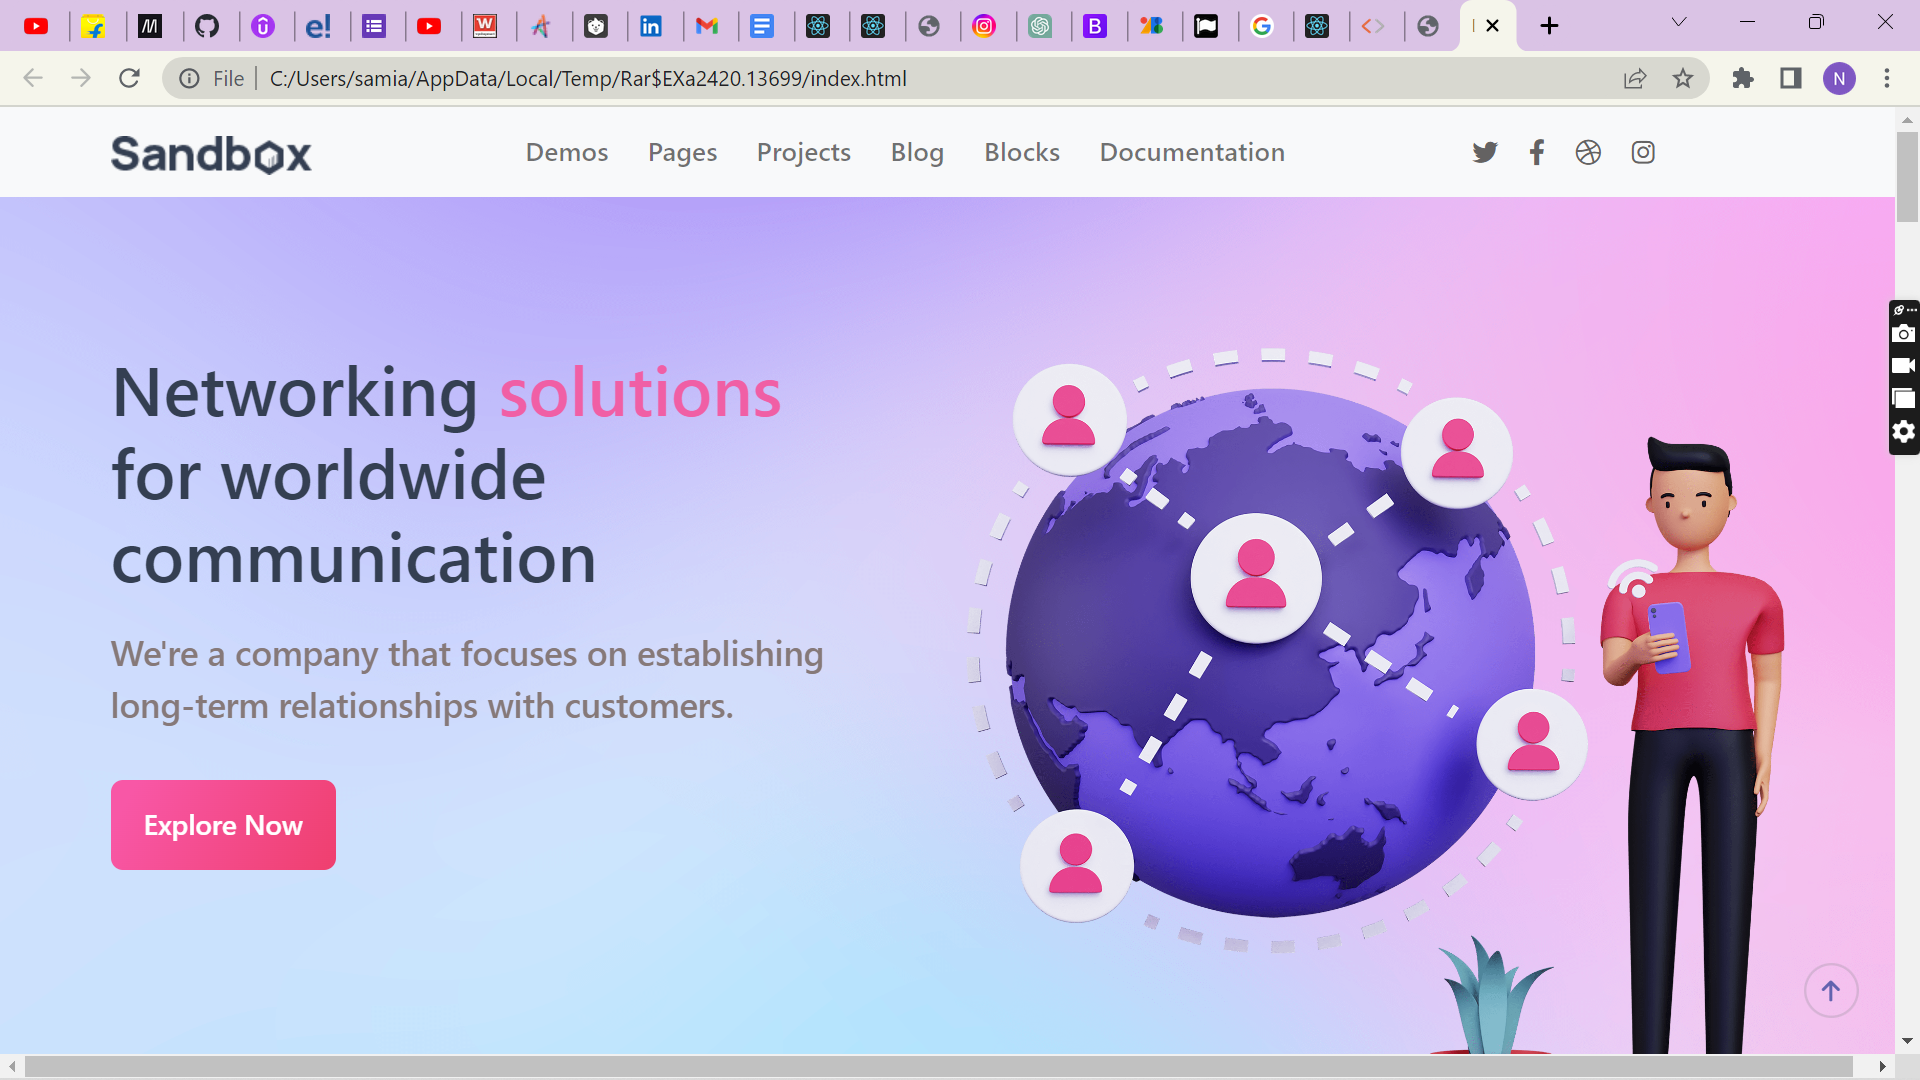 File
C:/Users/samia/AppData/Local/Temp/Rar$EXa2420.13699/index.html
N
Sandbox
Demos Pages Projects Blog Blocks Documentation
Networking solutions
for worldwide
communication
We're a company that focuses on establishing
long-term relationships with customers.
Explore Now